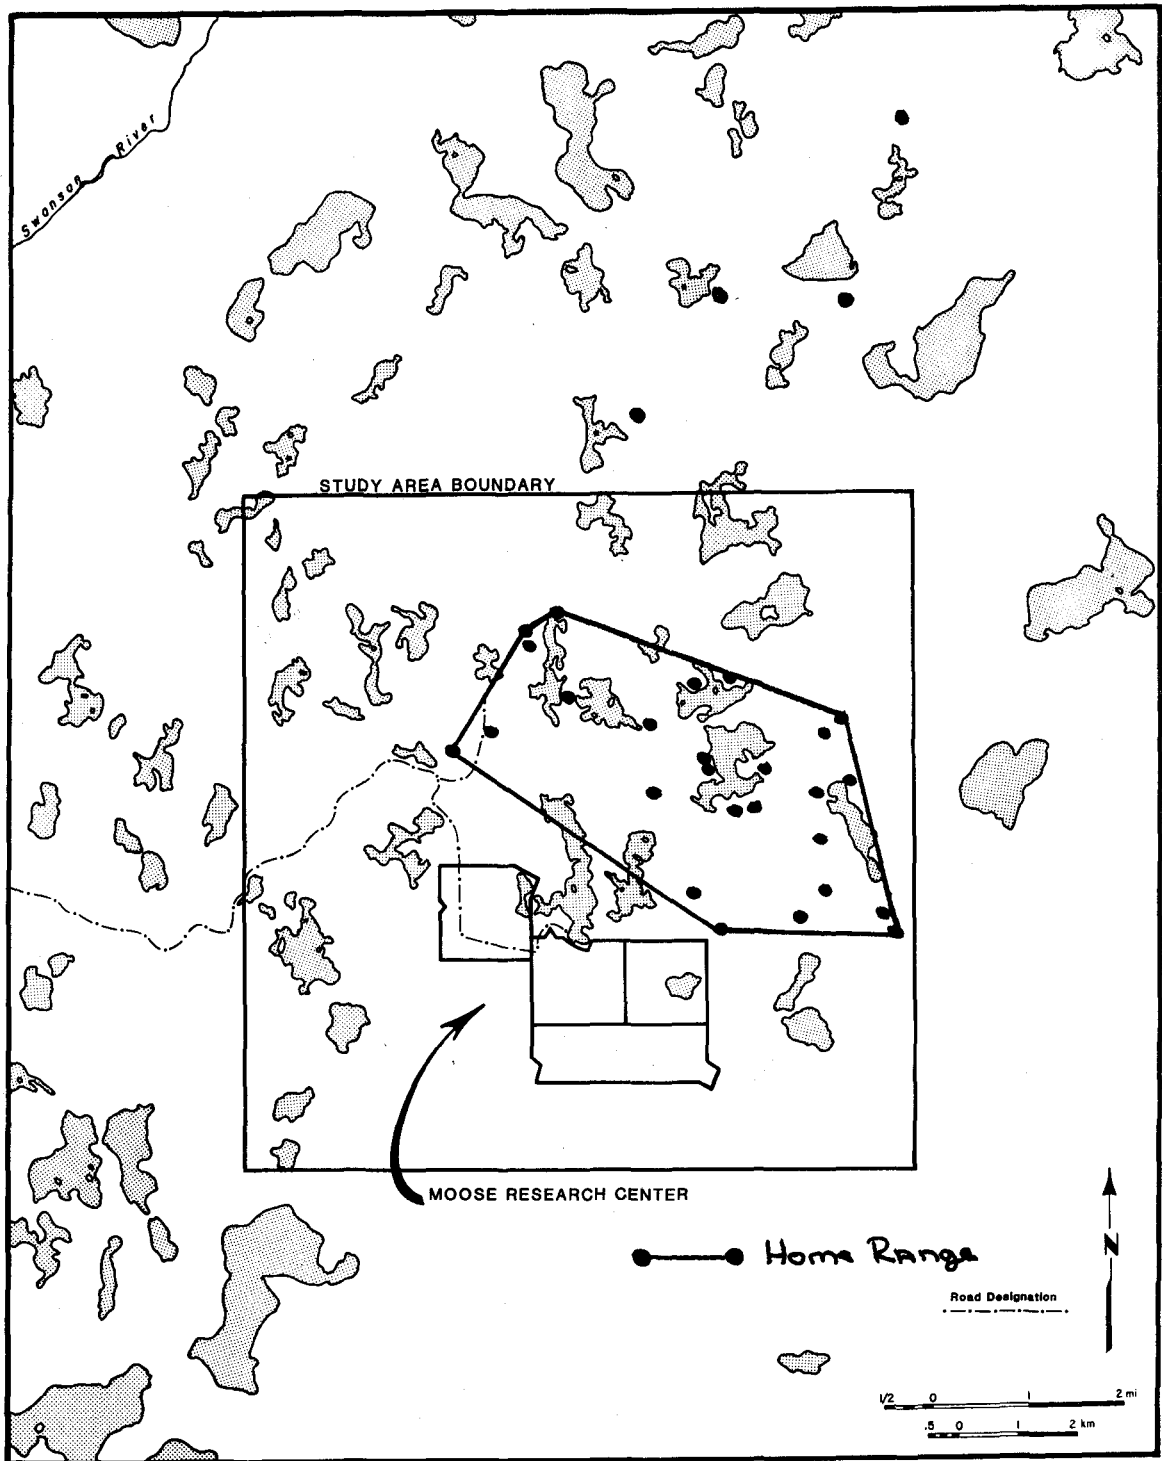 Swanson River
STUDY AREA BOUNDARY
MOOSE RESEARCH CENTER
Home Range
N
Road Designation
1/2 0 1 2 mi
.5 0 1 2 km